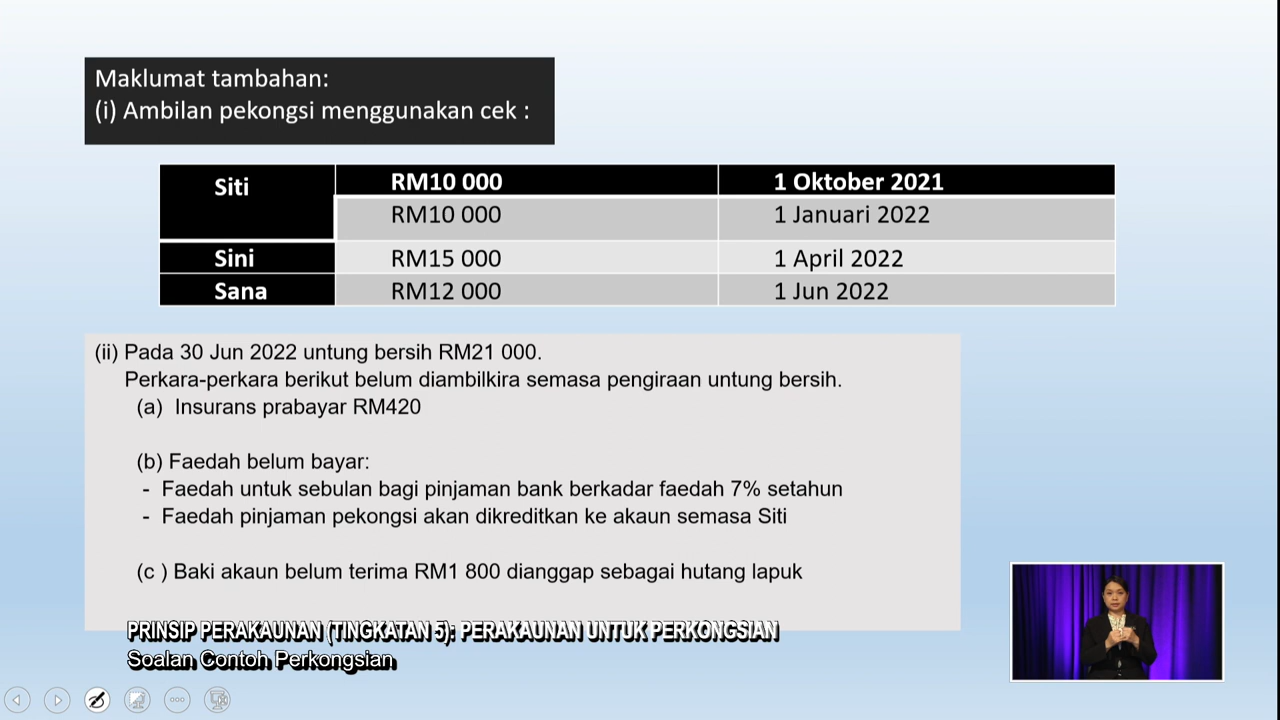 Maklumat tambahan:
(i) Ambilan pekongsi menggunakan cek :
Siti RM10 000 1 Oktober 2021
RM10 000 1 Januari 2022
Sini RM15 000 1 April 2022
Sana RM12 000 1 Jun 2022
(ii) Pada 30 Jun 2022 untung bersih RM21 000.
Perkara-perkara berikut belum diambilkira semasa pengiraan untung bersih.
(a) Insurans prabayar RM420
(b) Faedah belum bayar:
- Faedah untuk sebulan bagi pinjaman bank berkadar faedah 7% setahun
- Faedah pinjaman pekongsi akan dikreditkan ke akaun semasa Siti
(c ) Baki akaun belum terima RM1 800 dianggap sebagai hutang lapuk
PRINSIP PERAKAUNAN (TINGKATAN 5): PERAKAUNAN UNTUK PERKONGSIAN
Soalan Contoh Perkongsian